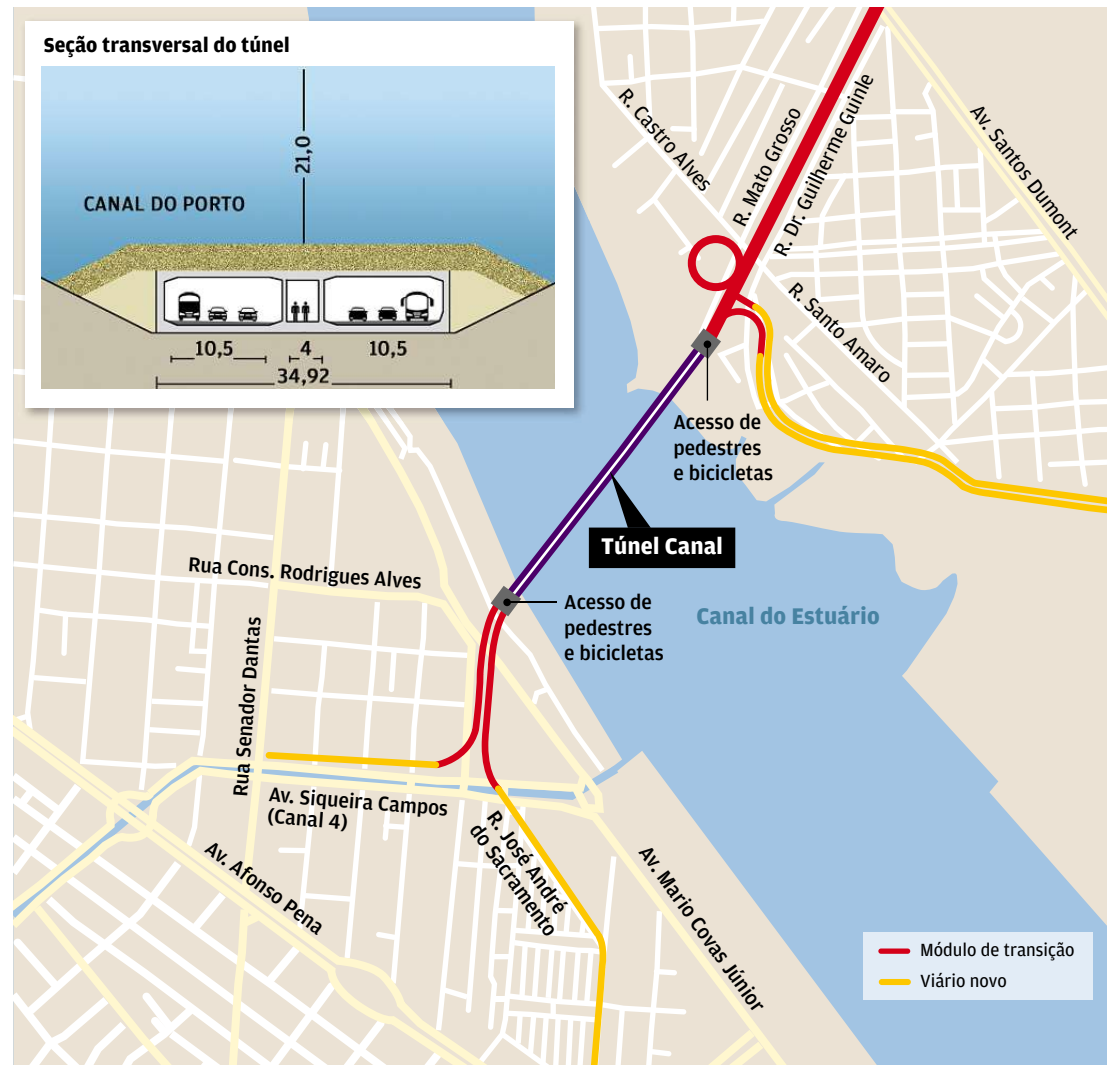 Seção transversal do túnel
21,0
CANAL DO PORTO
10,5
4
10,5
34,92
R. Castro Alves
R. Mato Grosso
R. Dr. Guilherme Guinle
Av. Santos Dumont
R. Santo Amaro
Acesso de
pedestres
e bicicletas
Túnel Canal
Rua Cons. Rodrigues Alves
Acesso de
pedestres
e bicicletas
Canal do Estuário
Rua Senador Dantas
Av. Siqueira Campos
(Canal 4)
R. José André
do Sacramento
Av. Afonso Pena
Av. Mario Covas Júnior
Módulo de transição
Viário novo